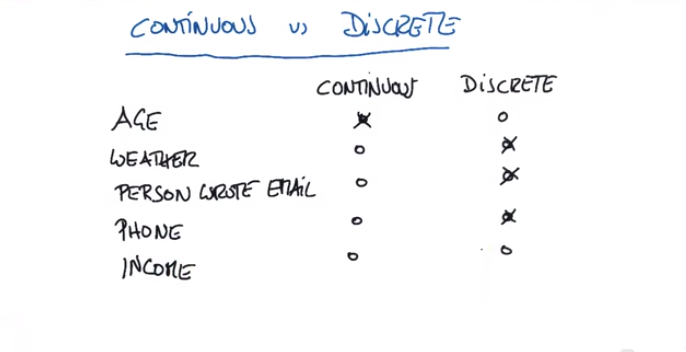 CONTINUOUS vs DISCRETE
CONTINUOUS DISCRETE
AGE
WEATHER
PERSON WROTE EMAIL
PHONE
INCOME